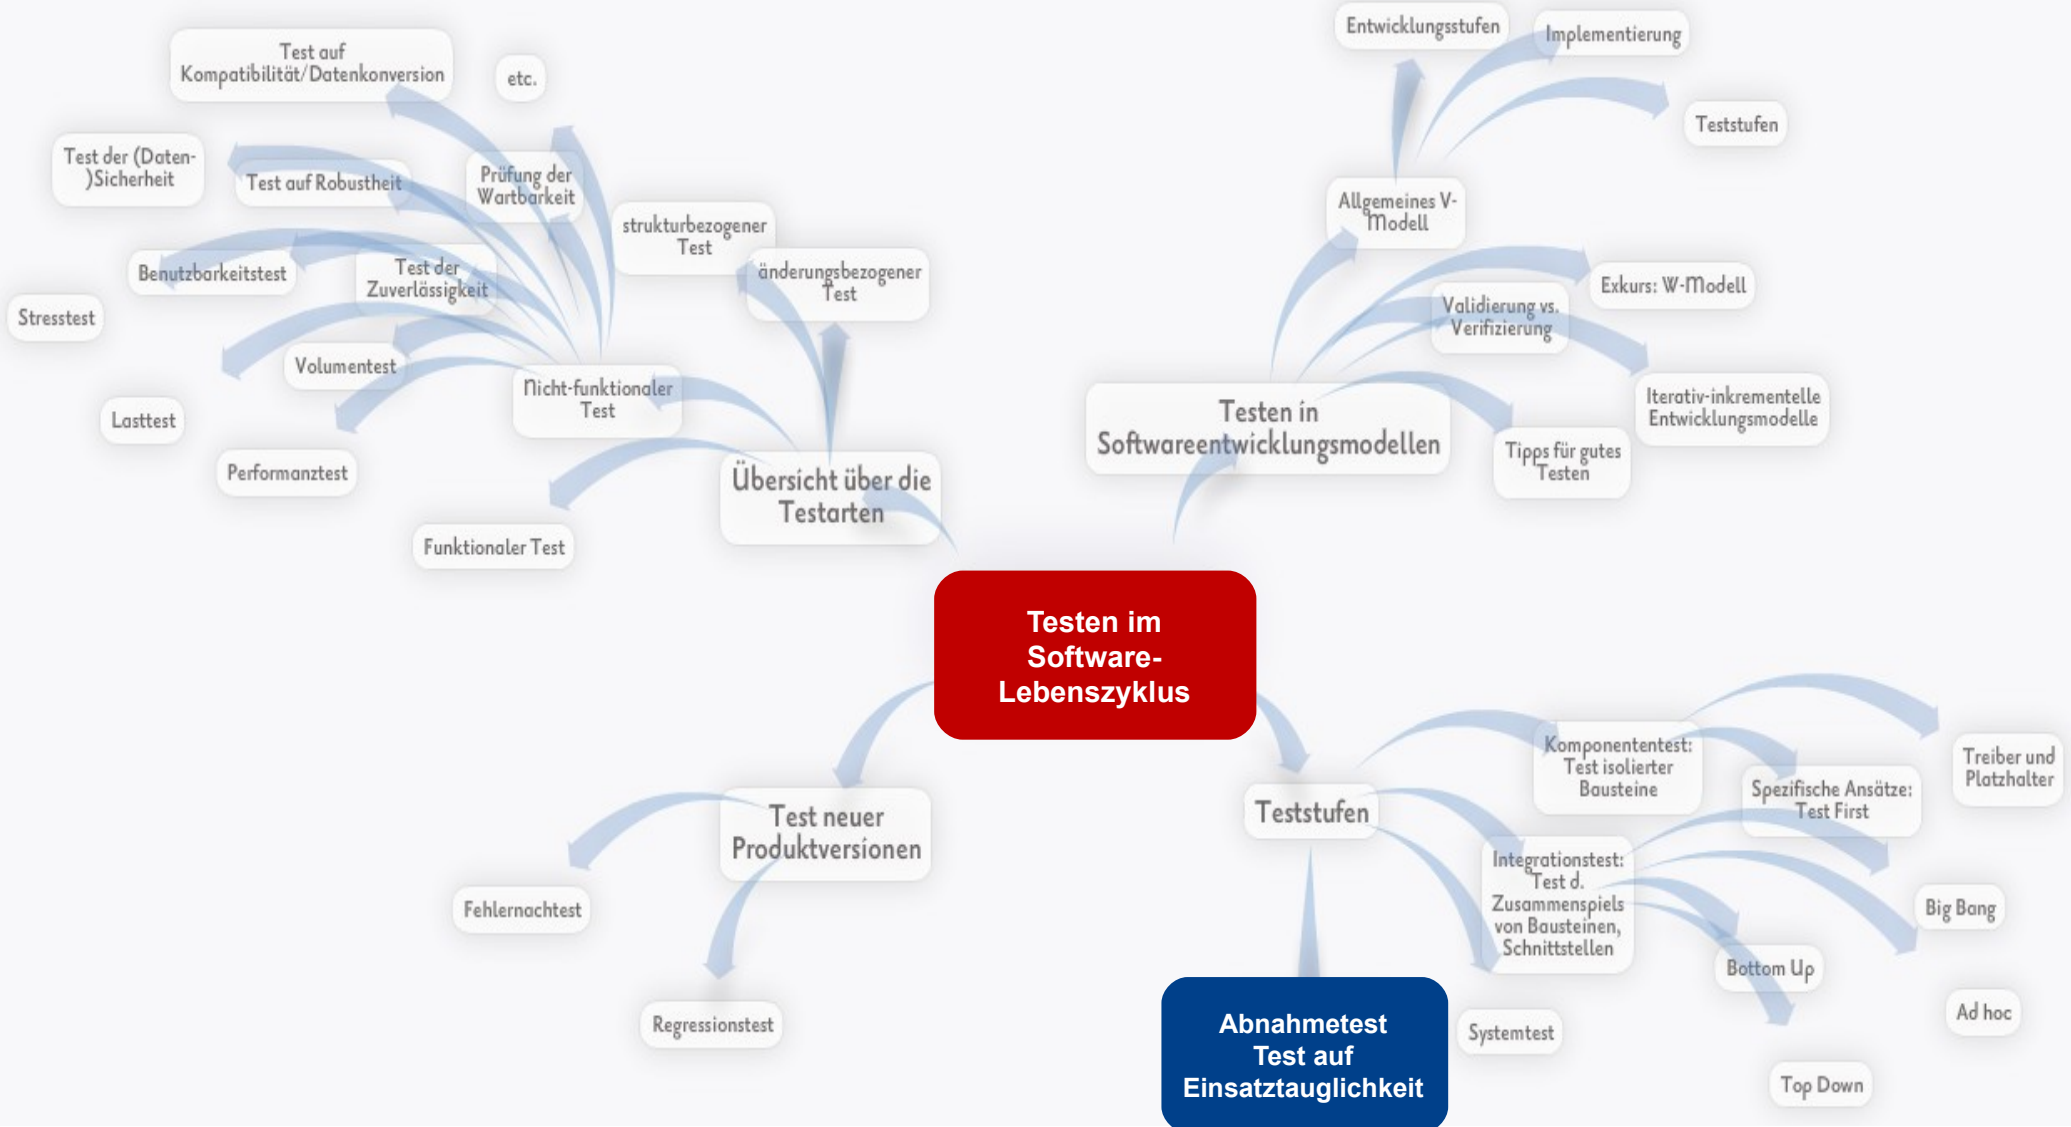 Test auf
Kompatibilität/Datenkonversion
etc.
Test der (Daten-
)Sicherheit
Test auf Robustheit
Prüfung der
Wartbarkeit
strukturbezogener
Test
änderungsbezogener
Test
Benutzbarkeitstest
Test der
Zuverlässigkeit
Stresstest
Volumentest
Nicht-funktionaler
Test
Lasttest
Performanztest
Übersicht über die
Testarten
Funktionaler Test
Entwicklungsstufen
Implementierung
Teststufen
Allgemeines V-
Modell
Exkurs: W-Modell
Validierung vs.
Verifizierung
Iterativ-inkrementelle
Entwicklungsmodelle
Testen in
Softwareentwicklungsmodellen
Tipps für gutes
Testen
Testen im
Software-
Lebenszyklus
Test neuer
Produktversionen
Fehlernachtest
Regressionstest
Teststufen
Komponententest:
Test isolierter
Bausteine
Treiber und
Platzhalter
Spezifische Ansätze:
Test First
Integrationstest:
Test d.
Zusammenspiels
von Bausteinen,
Schnittstellen
Big Bang
Bottom Up
Ad hoc
Top Down
Systemtest
Abnahmetest
Test auf
Einsatztauglichkeit